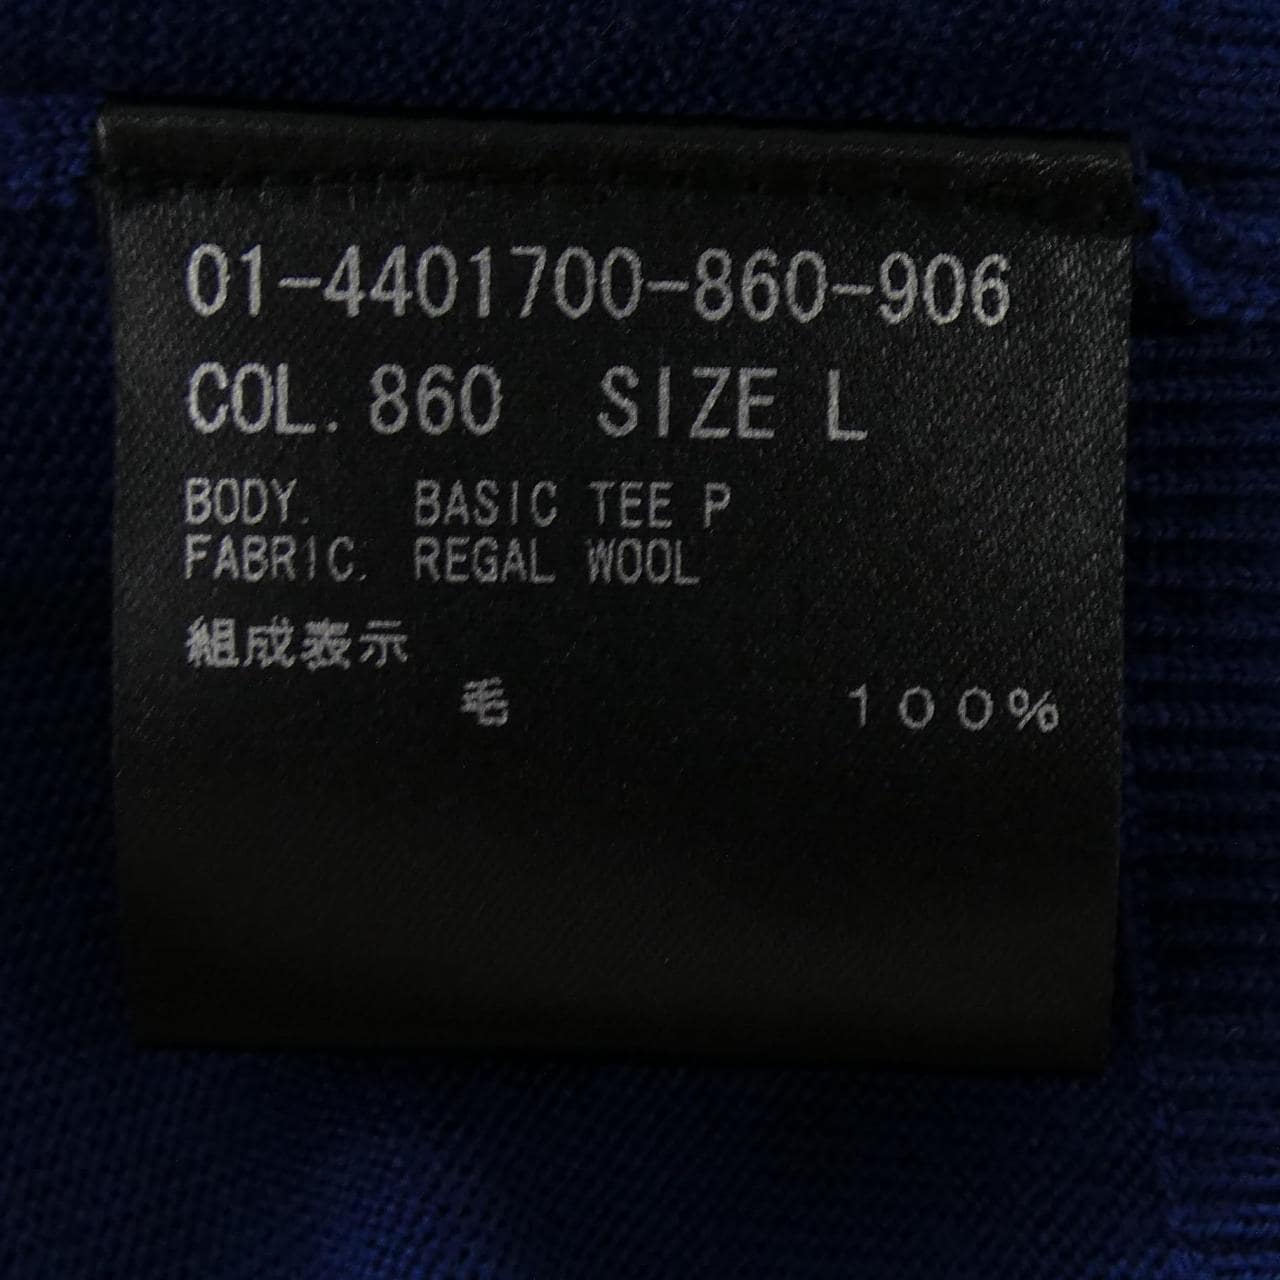 01-4401700-860-906
COL. 860 SIZE L
BODY. BASIC TEE P
FABRIC. REGAL WOOL
組成表示
毛 100%